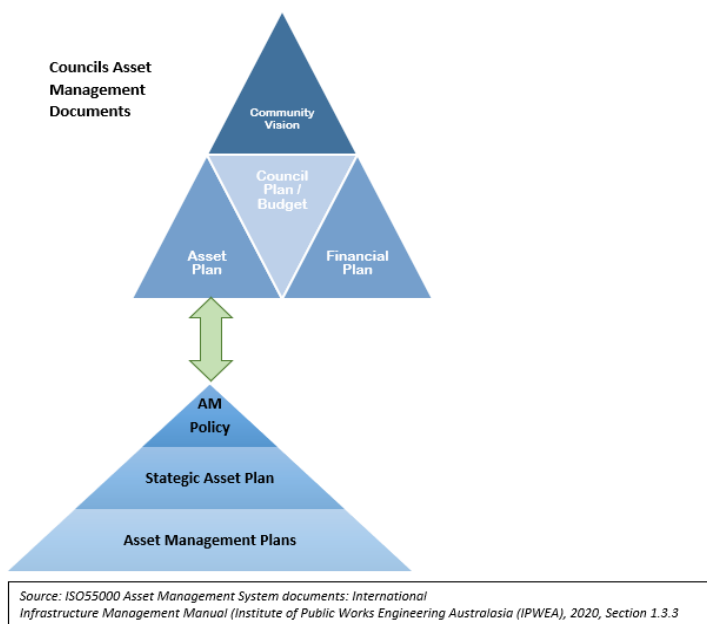 Councils Asset
Management
Documents
Community
Vision
Council
Plan /
Budget
Asset
Plan
Financial
Plan
AM
Policy
Stategic Asset Plan
Asset Management Plans
Source: ISO55000 Asset Management System documents: International
Infrastructure Management Manual (Institute of Public Works Engineering Australasia (IPWEA), 2020, Section 1.3.3